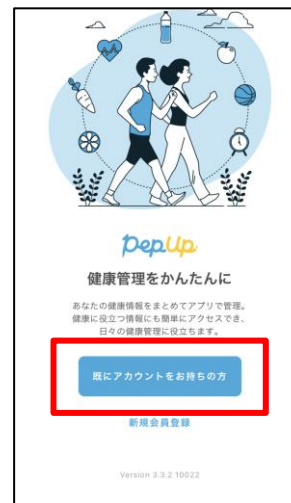 PepUp
健康管理をかんたんに
あなたの健康情報をまとめてアプリで管理。
健康に役立つ情報にも簡単にアクセスでき、
日々の健康管理に役立ちます。
既にアカウントをお持ちの方
新規会員登録
Version 3.3.2 10022